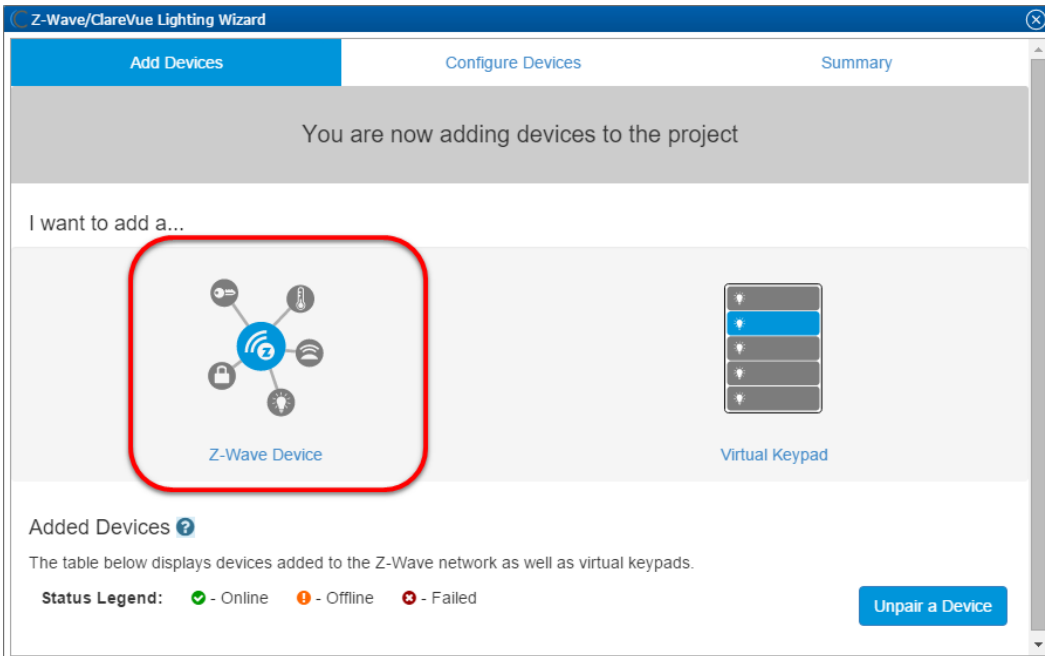 Z-Wave/ClareVue Lighting Wizard
Add Devices Configure Devices Summary
You are now adding devices to the project
I want to add a...
Z-Wave Device Virtual Keypad
Added Devices ?
The table below displays devices added to the Z-Wave network as well as virtual keypads.
Status Legend: - Online - Offline - Failed
Unpair a Device